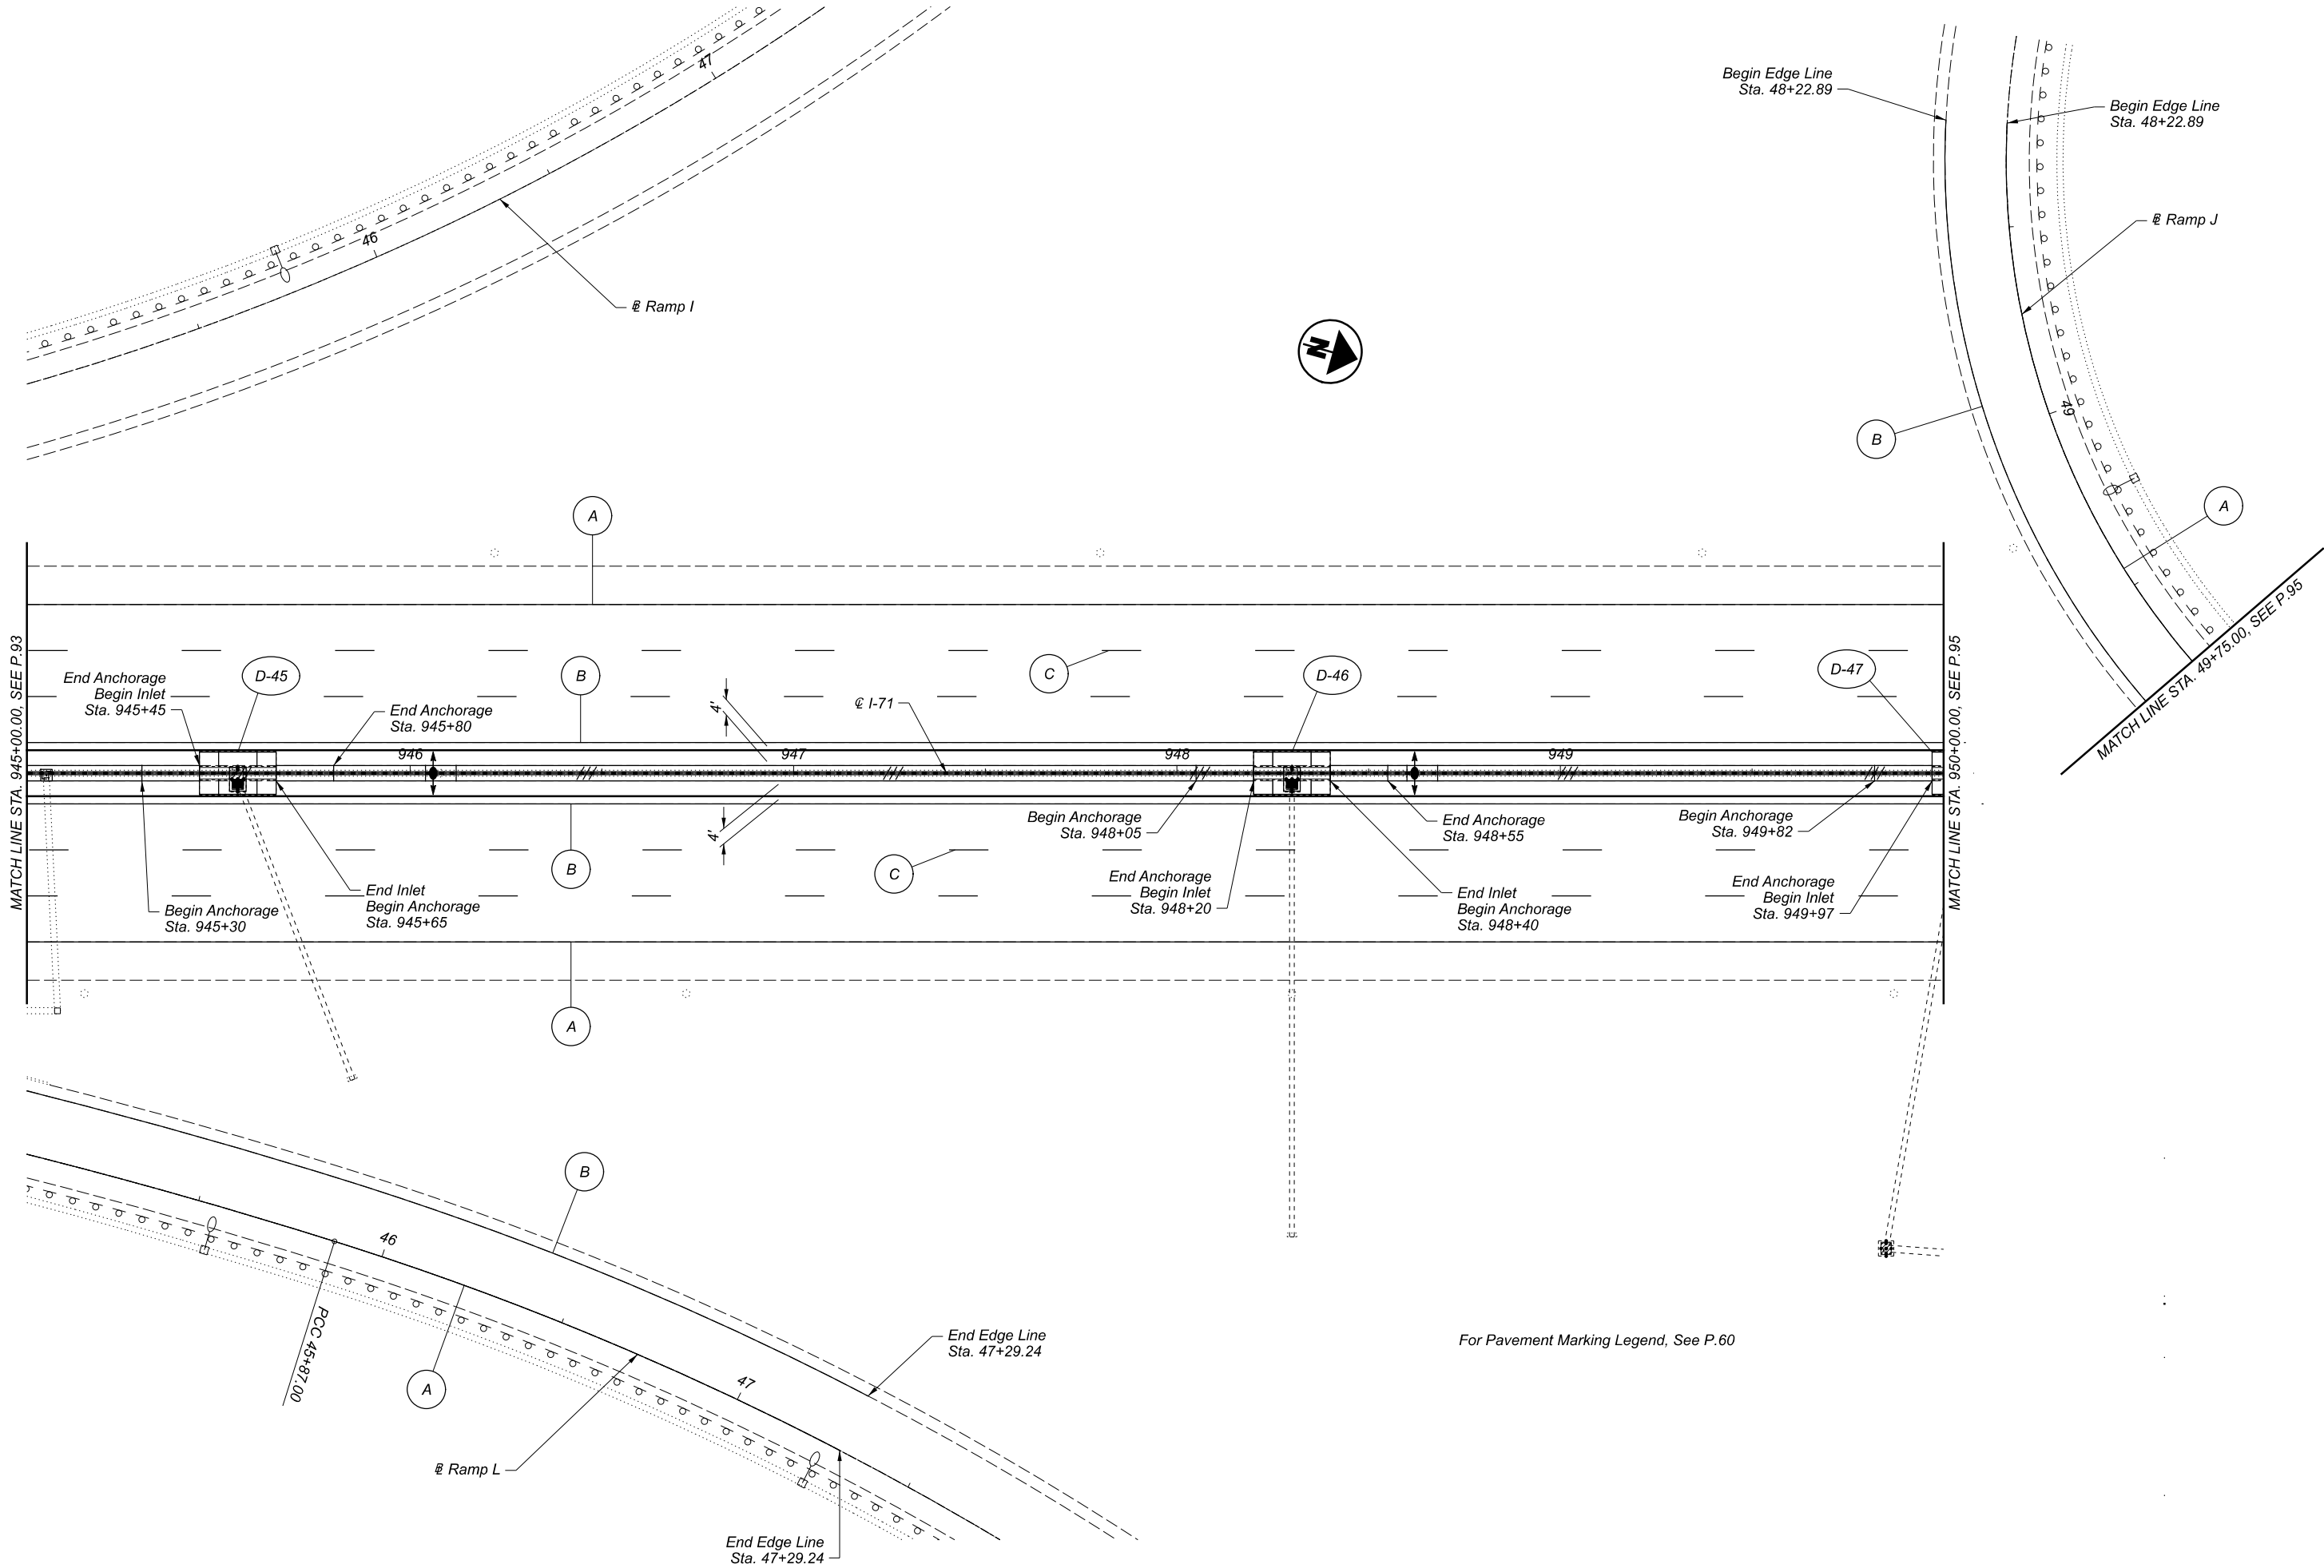 47
46
℄ Ramp I
N
Begin Edge Line
Sta. 48+22.89
Begin Edge Line
Sta. 48+22.89
Ramp J
B
49
A
MATCH LINE STA. 49+75.00, SEE P.95
A
MATCH LINE STA. 945+00.00, SEE P.93
End Anchorage
Begin Inlet
Sta. 945+45
D-45
End Anchorage
Sta. 945+80
B
4'
℄ I-71
C
D-46
D-47
MATCH LINE STA. 950+00.00, SEE P.95
946
947
948
949
Begin Anchorage
Sta. 945+30
End Inlet
Begin Anchorage
Sta. 945+65
B
4'
C
Begin Anchorage
Sta. 948+05
End Anchorage
Begin Inlet
Sta. 948+20
End Anchorage
Sta. 948+55
End Inlet
Begin Anchorage
Sta. 948+40
Begin Anchorage
Sta. 949+82
End Anchorage
Begin Inlet
Sta. 949+97
A
B
46
PCC 45+87.00
A
47
End Edge Line
Sta. 47+29.24
Ramp L
End Edge Line
Sta. 47+29.24
For Pavement Marking Legend, See P.60